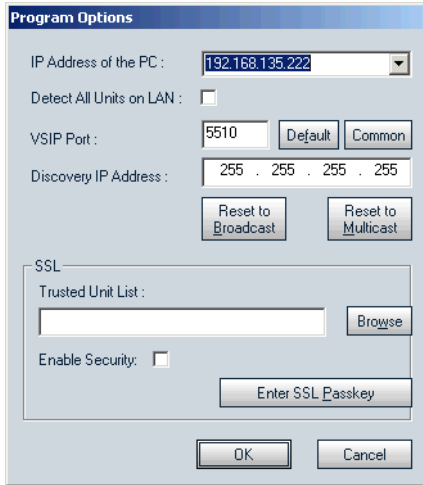 Program Options
IP Address of the PC : 192.168.135.222
Detect All Units on LAN :
VSIP Port : 5510 Default Common
Discovery IP Address : 255 . 255 . 255 . 255
Reset to Broadcast Reset to Multicast
SSL
Trusted Unit List :
Browse
Enable Security:
Enter SSL Passkey
OK Cancel